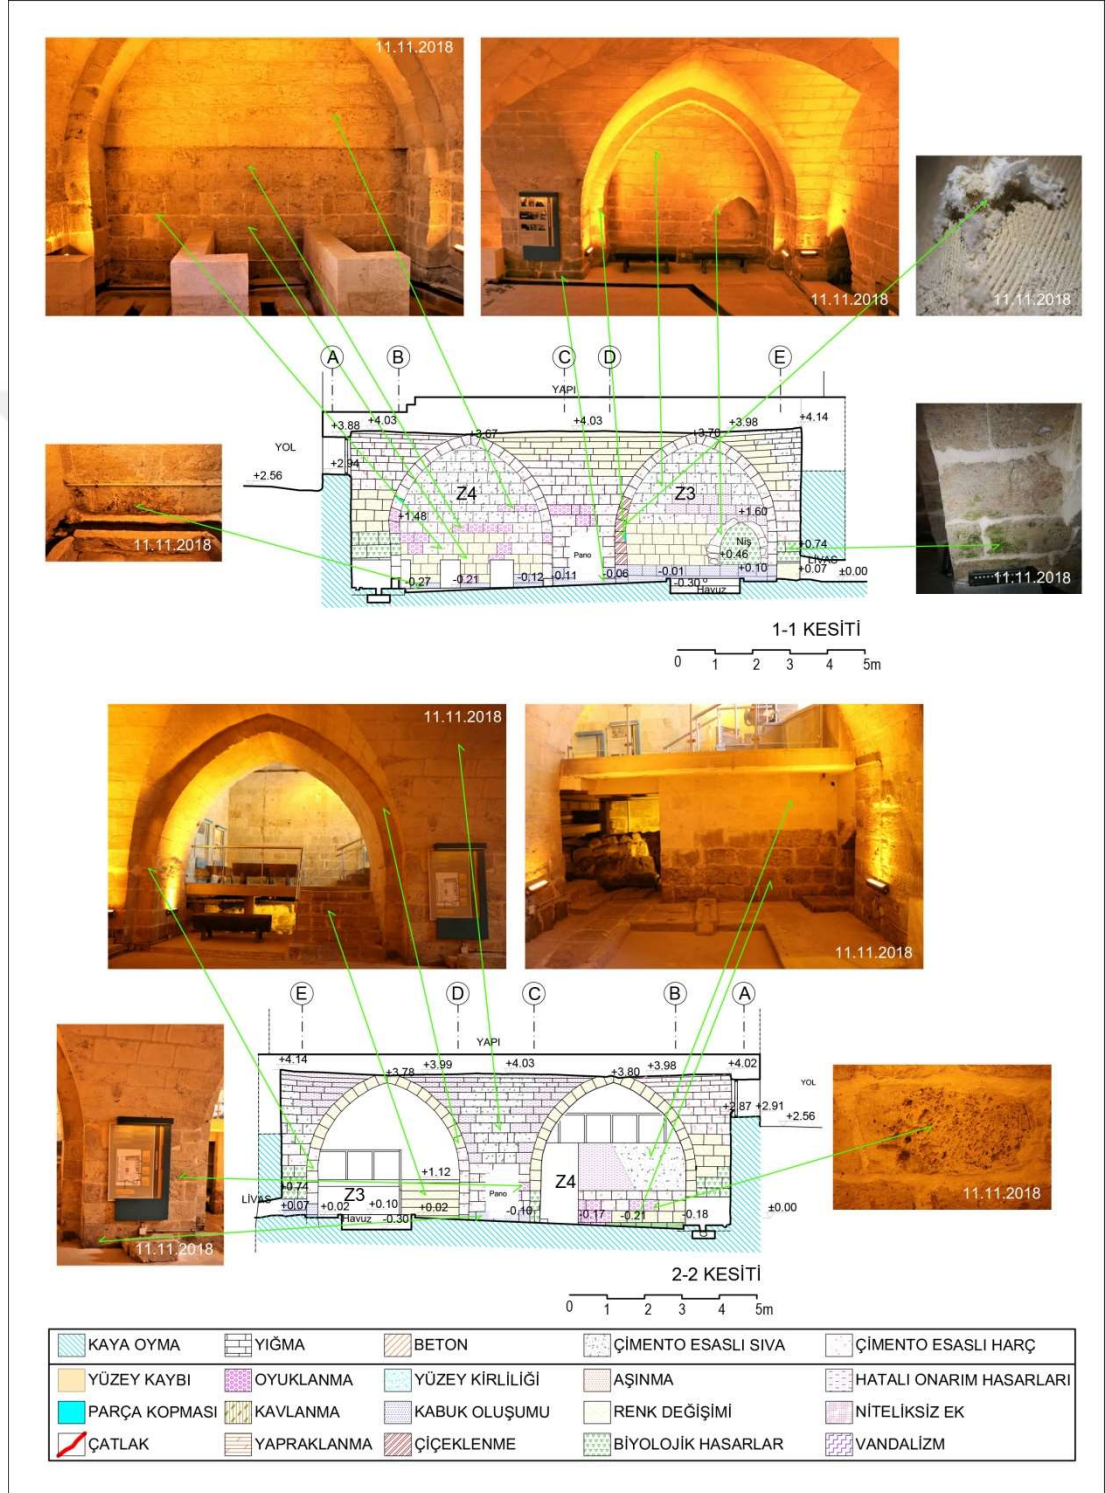 11.11.2018
11.11.2018
11.11.2018
A B C D E
YAPI
+3.88 +4.03 +4.03 +3.98 +4.14
+3.67 +3.70
YOL
+2.94
+2.56
Z4 Z3
+1.48 +1.60
11.11.2018
Niş
+0.74
Pano
+0.46
LİVAS
-0.27 -0.21 -0.12 -0.11 -0.06 -0.01 +0.10 +0.07 ±0.00
-0.30
Havuz
11.11.2018
1-1 KESİTİ
0 1 2 3 4 5m
11.11.2018
11.11.2018
E D C B A
YAPI
+4.14 +3.99 +4.03 +3.98 +4.02
+3.78 +3.80
YOL
+2.87 +2.91
+2.56
+1.12
Z3 Z4
Pano
+0.74
LİVAS
+0.07 +0.02 +0.10 +0.02 -0.10 -0.17 -0.21 -0.18 ±0.00
Havuz -0.30
11.11.2018
11.11.2018
2-2 KESİTİ
0 1 2 3 4 5m
KAYA OYMA YIĞMA BETON ÇİMENTO ESASLI SIVA ÇİMENTO ESASLI HARÇ
YÜZEY KAYBI OYUKLANMA YÜZEY KİRLİLİĞİ AŞINMA HATALI ONARIM HASARLARI
PARÇA KOPMASI KAVLANMA KABUK OLUŞUMU RENK DEĞİŞİMİ NİTELİKSİZ EK
ÇATLAK YAPRAKLANMA ÇİÇEKLENME BİYOLOJİK HASARLAR VANDALİZM